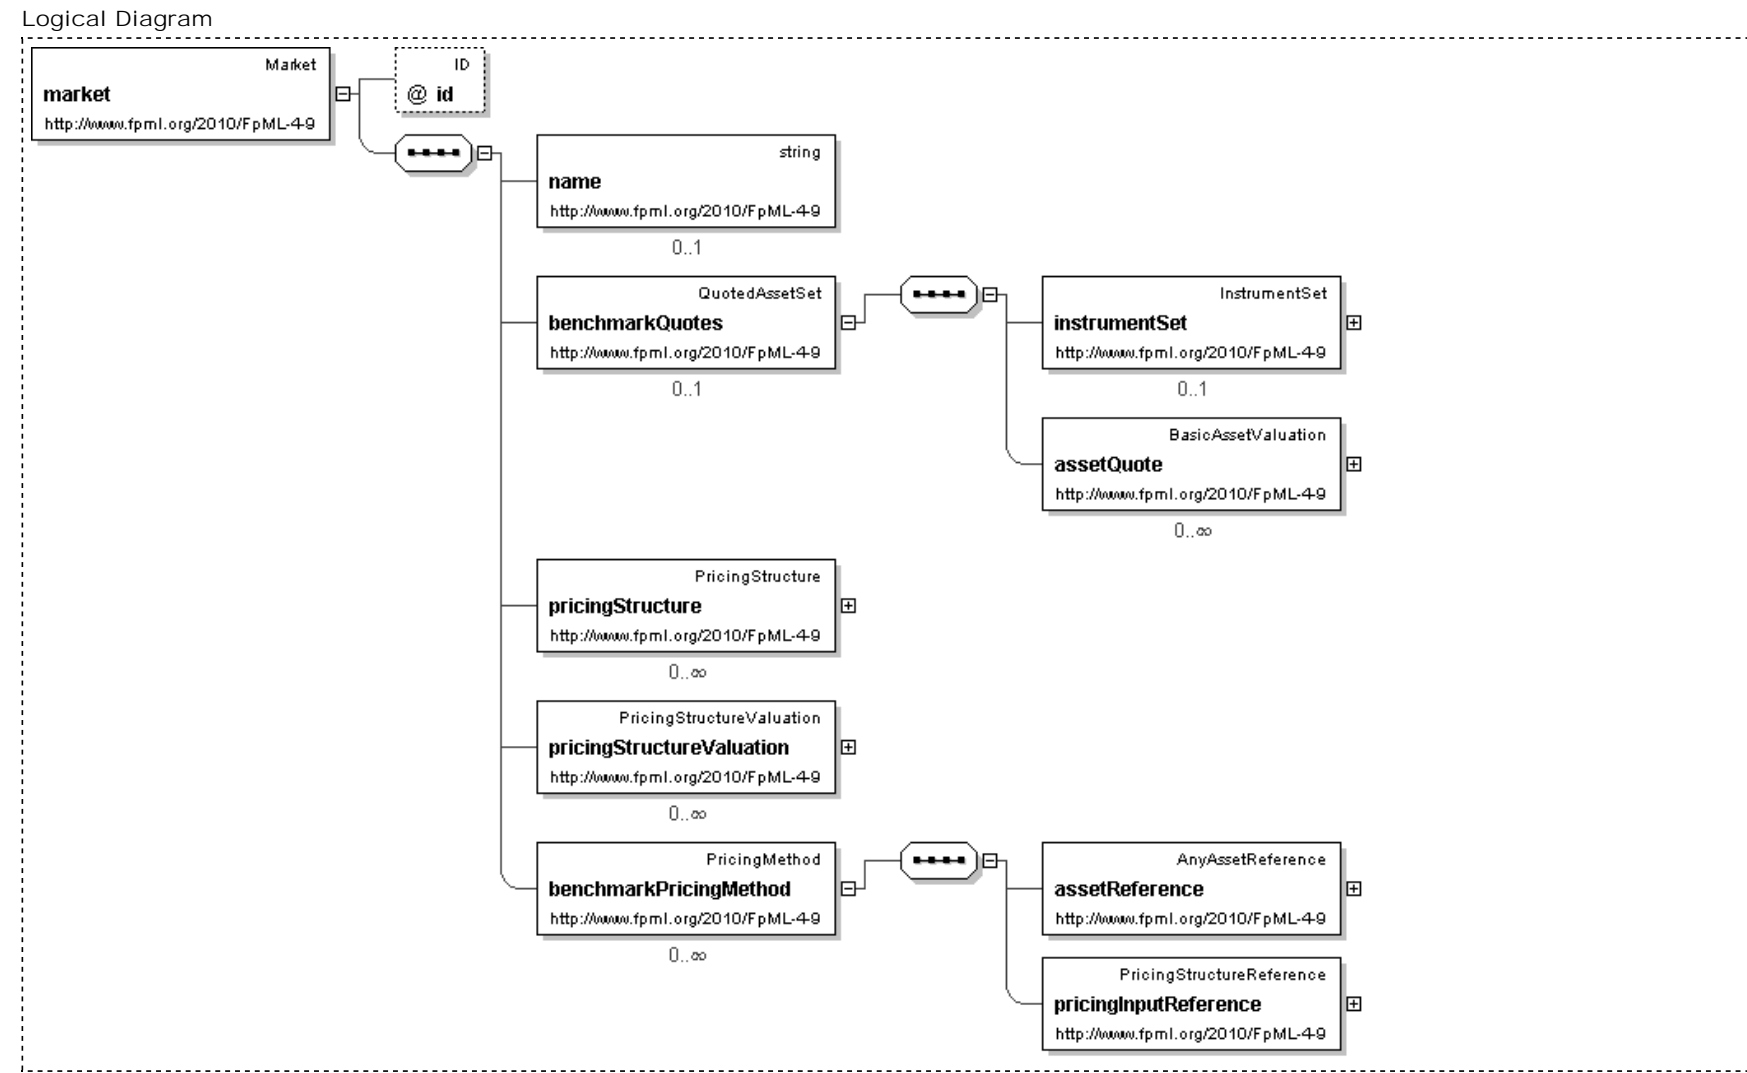 Logical Diagram
Market
market
http://www.fpml.org/2010/FpML-4-9
ID
@ id
string
name
http://www.fpml.org/2010/FpML-4-9
0..1
QuotedAssetSet
benchmarkQuotes
http://www.fpml.org/2010/FpML-4-9
0..1
InstrumentSet
instrumentSet
http://www.fpml.org/2010/FpML-4-9
0..1
BasicAssetValuation
assetQuote
http://www.fpml.org/2010/FpML-4-9
0..∞
PricingStructure
pricingStructure
http://www.fpml.org/2010/FpML-4-9
0..∞
PricingStructureValuation
pricingStructureValuation
http://www.fpml.org/2010/FpML-4-9
0..∞
PricingMethod
benchmarkPricingMethod
http://www.fpml.org/2010/FpML-4-9
0..∞
AnyAssetReference
assetReference
http://www.fpml.org/2010/FpML-4-9
PricingStructureReference
pricingInputReference
http://www.fpml.org/2010/FpML-4-9